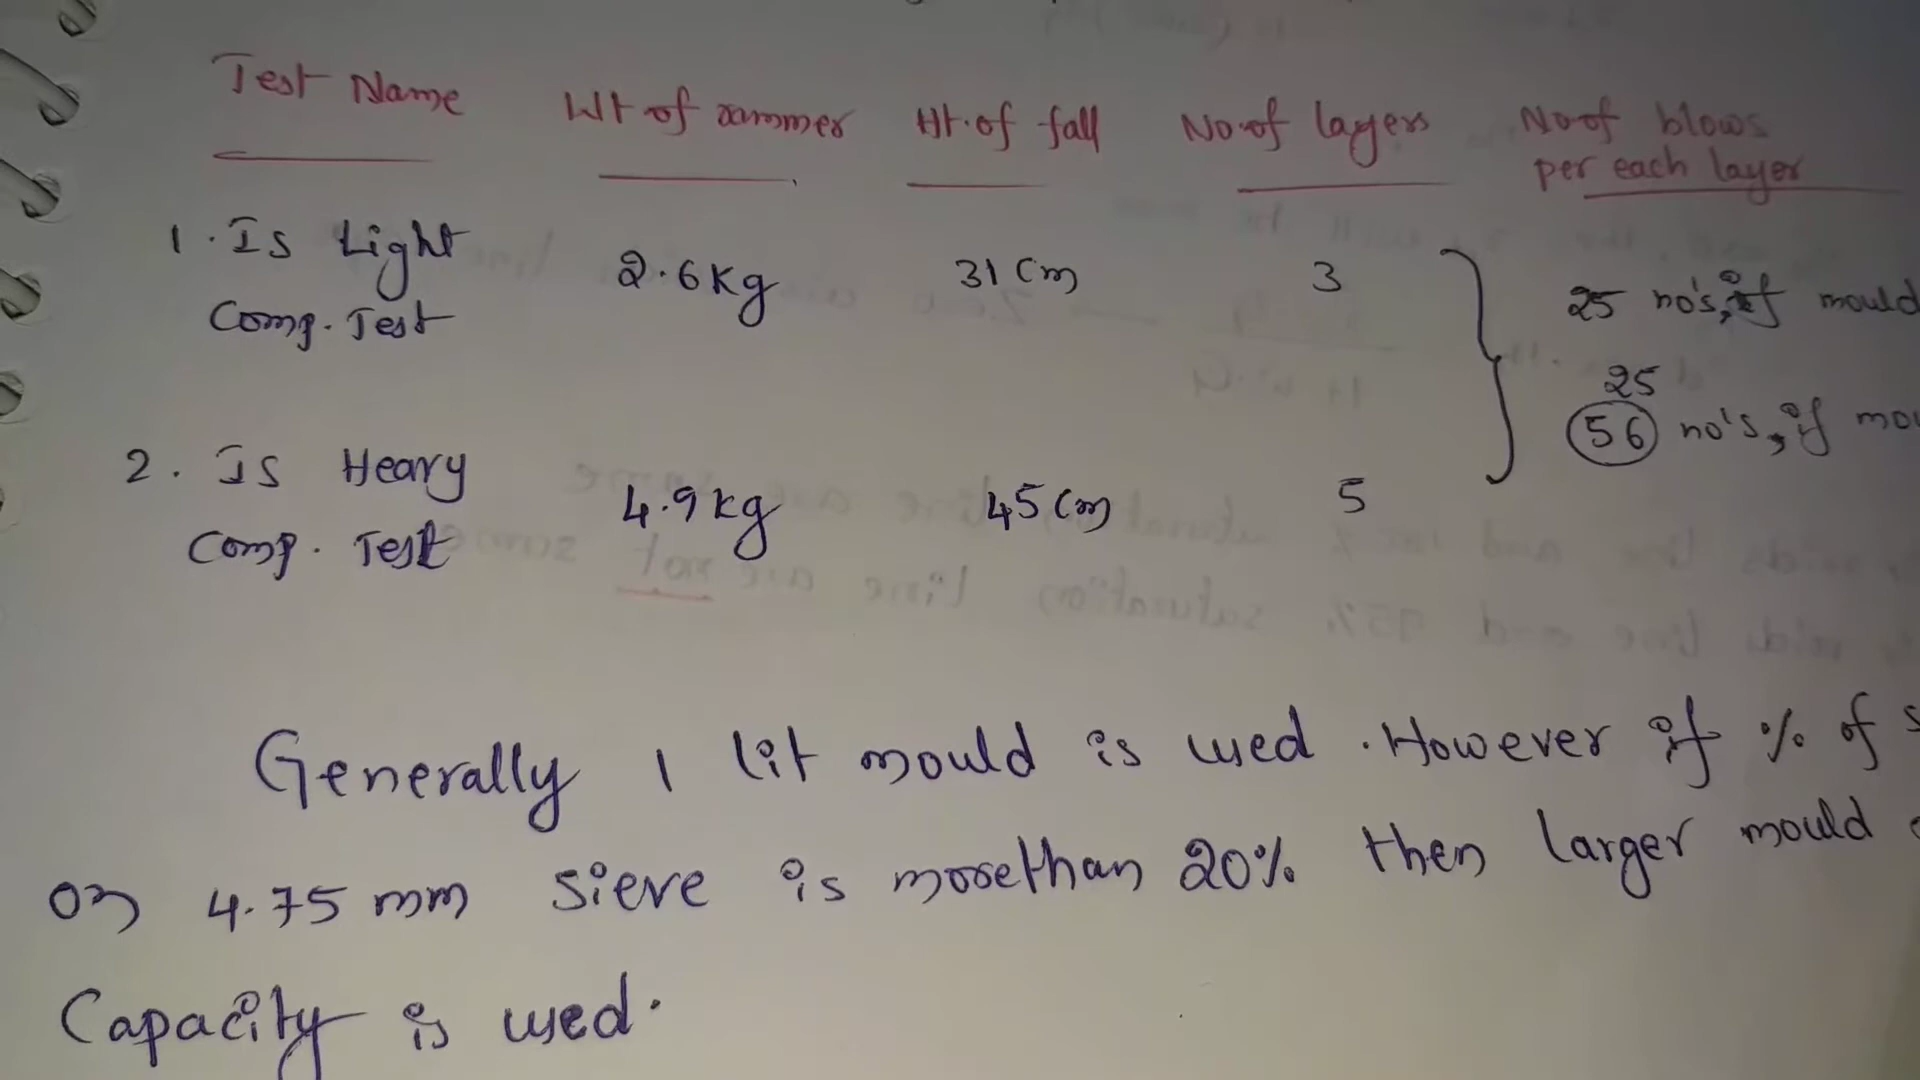 Test Name Wt of rammer Ht. of fall No. of layers No of blows
per each layer
1. Is Light 2.6 kg 31 Cm 3 25 no's, if mould
Comp. Test
25
56 no's, if
2. Is Heavy 4.9 kg 45 Cm 5
Comp. Test
Generally 1 lit mould is used. However if % of
on 4.75 mm sieve is morethan 20% then larger mould
Capacity is used.